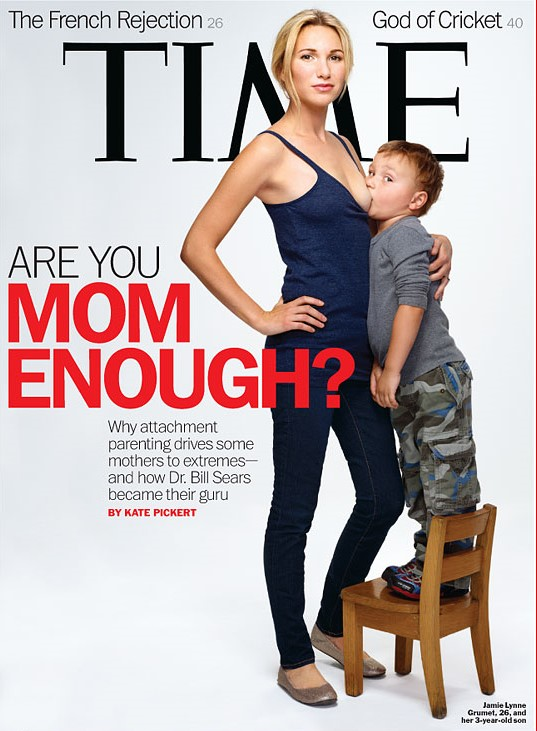 The French Rejection 26
God of Cricket 40
TIME
ARE YOU
MOM
ENOUGH?
Why attachment
parenting drives some
mothers to extremes—
and how Dr. Bill Sears
became their guru
BY KATE PICKERT
Jamie Lynne
Grumet, 26, and
her 3-year-old son